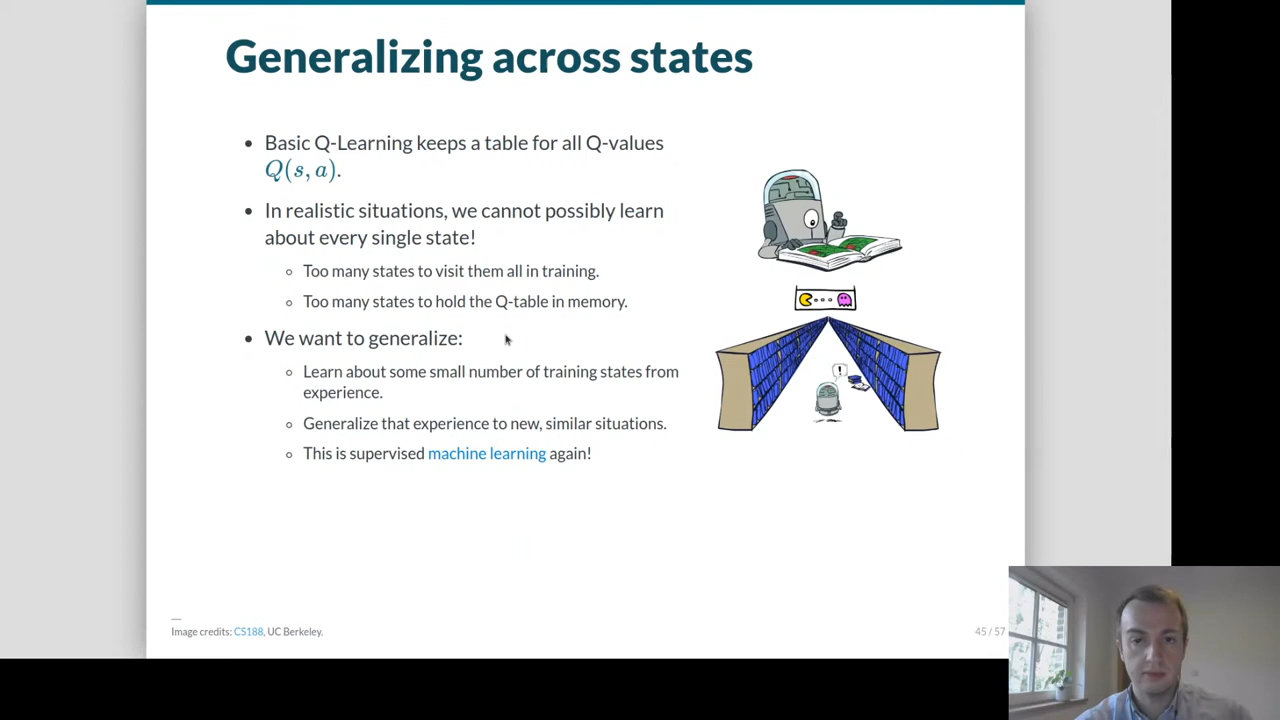 Generalizing across states
• Basic Q-Learning keeps a table for all Q-values
Q(s, a).
• In realistic situations, we cannot possibly learn
about every single state!
◦ Too many states to visit them all in training.
◦ Too many states to hold the Q-table in memory.
• We want to generalize:
◦ Learn about some small number of training states from
experience.
◦ Generalize that experience to new, similar situations.
◦ This is supervised machine learning again!
!
Image credits: CS188, UC Berkeley.
45 / 57